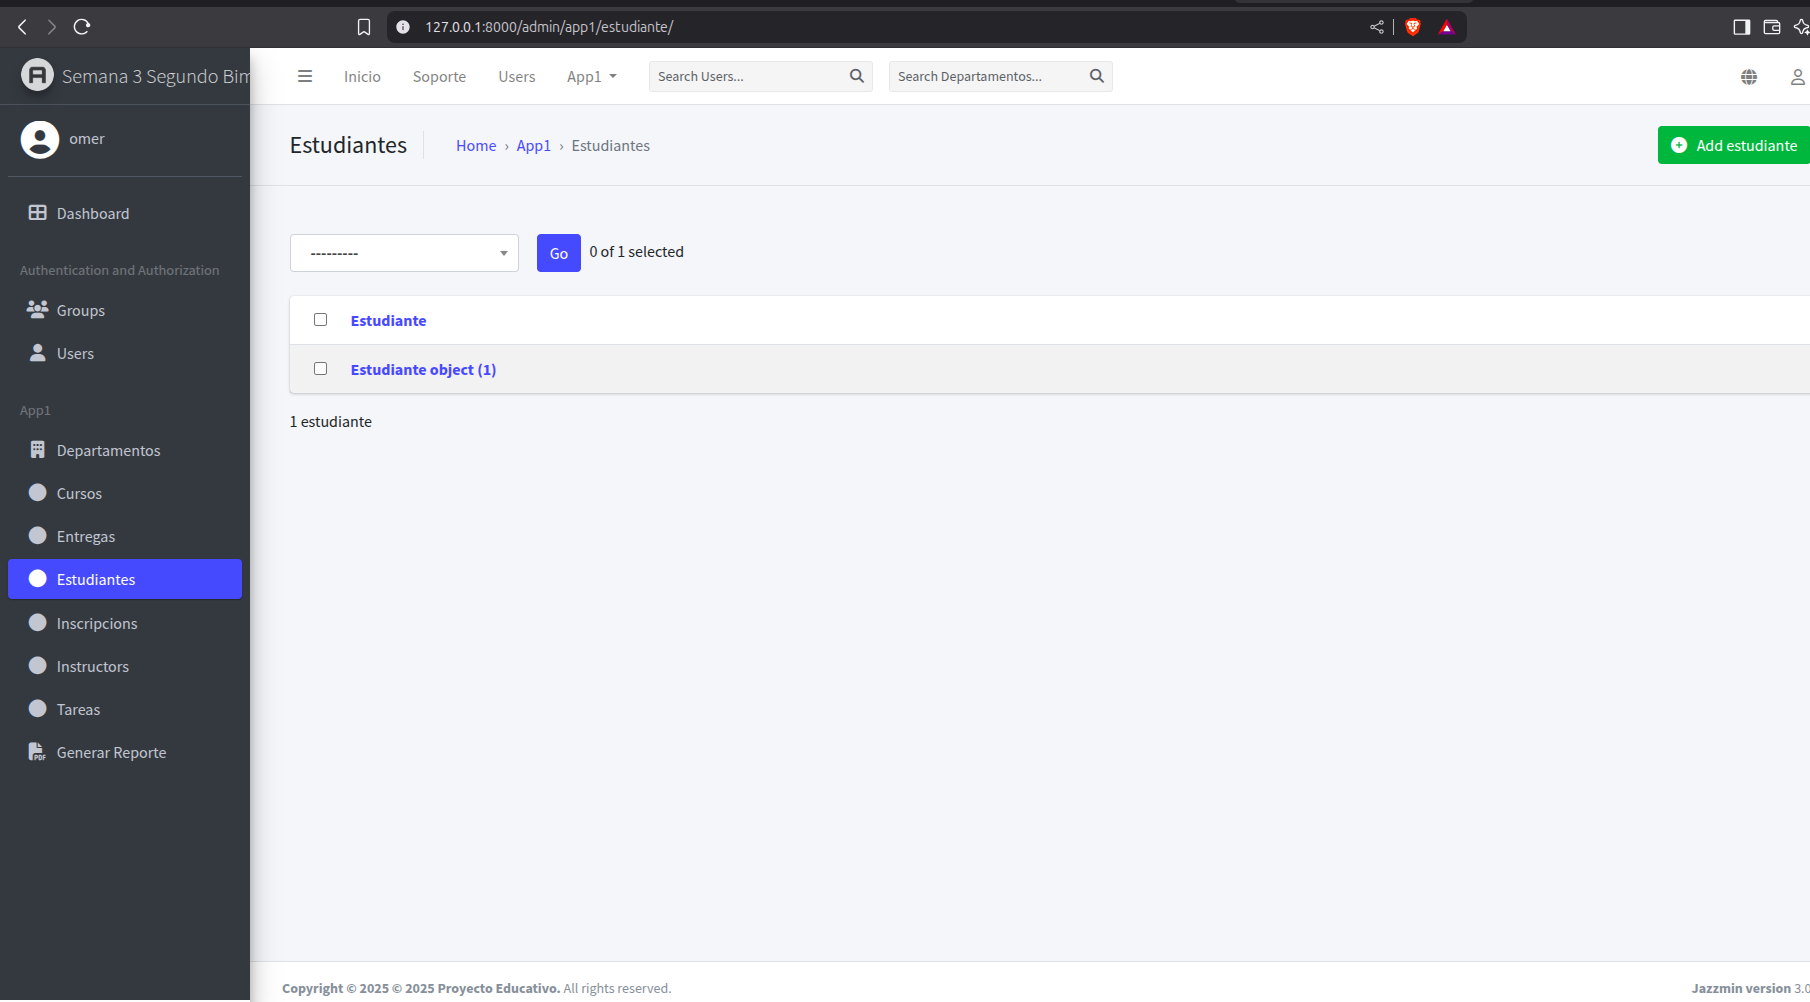 127.0.0.1:8000/admin/app1/estudiante/
Semana 3 Segundo Bim
Inicio Soporte Users App1 Search Users... Search Departamentos...
omer
Estudiantes Home › App1 › Estudiantes Add estudiante
Dashboard
--------- Go 0 of 1 selected
Authentication and Authorization
Groups
Users
Estudiante
Estudiante object (1)
1 estudiante
App1
Departamentos
Cursos
Entregas
Estudiantes
Inscripcions
Instructors
Tareas
PDF Generar Reporte
Copyright © 2025 © 2025 Proyecto Educativo. All rights reserved. Jazzmin version 3.0